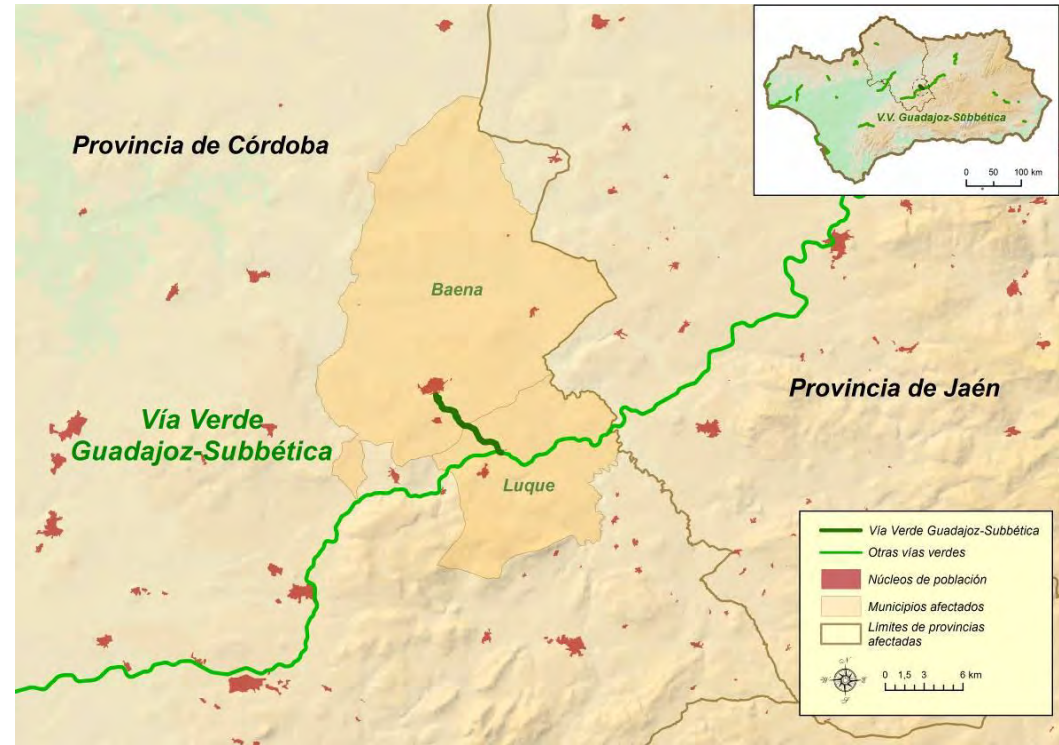 V.V. Guadajoz-Subbética
0 50 100 km
Provincia de Córdoba
Baena
Provincia de Jaén
Vía Verde
Guadajoz-Subbética
Luque
Vía Verde Guadajoz-Subbética
Otras vías verdes
Núcleos de población
Municipios afectados
Límites de provincias
afectadas
0 1,5 3 6 km